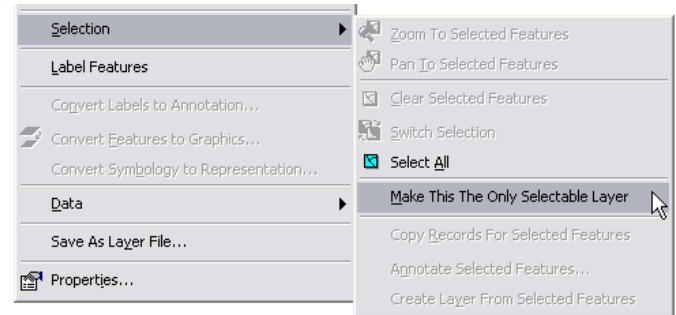 Selection
Label Features
Convert Labels to Annotation...
Convert Features to Graphics...
Convert Symbology to Representation...
Data
Save As Layer File...
Properties...
Zoom To Selected Features
Pan To Selected Features
Clear Selected Features
Switch Selection
Select All
Make This The Only Selectable Layer
Copy Records For Selected Features
Annotate Selected Features...
Create Layer From Selected Features